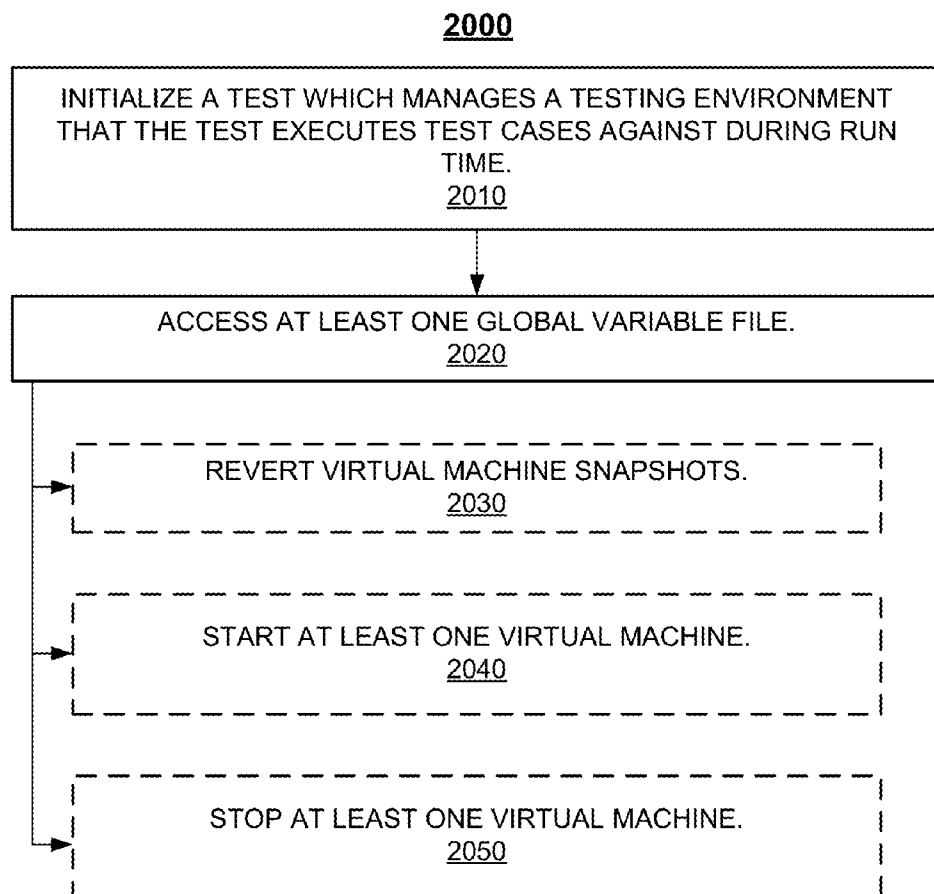 2000
INITIALIZE A TEST WHICH MANAGES A TESTING ENVIRONMENT
THAT THE TEST EXECUTES TEST CASES AGAINST DURING RUN
TIME.
2010
ACCESS AT LEAST ONE GLOBAL VARIABLE FILE.
2020
REVERT VIRTUAL MACHINE SNAPSHOTS.
2030
START AT LEAST ONE VIRTUAL MACHINE.
2040
STOP AT LEAST ONE VIRTUAL MACHINE.
2050